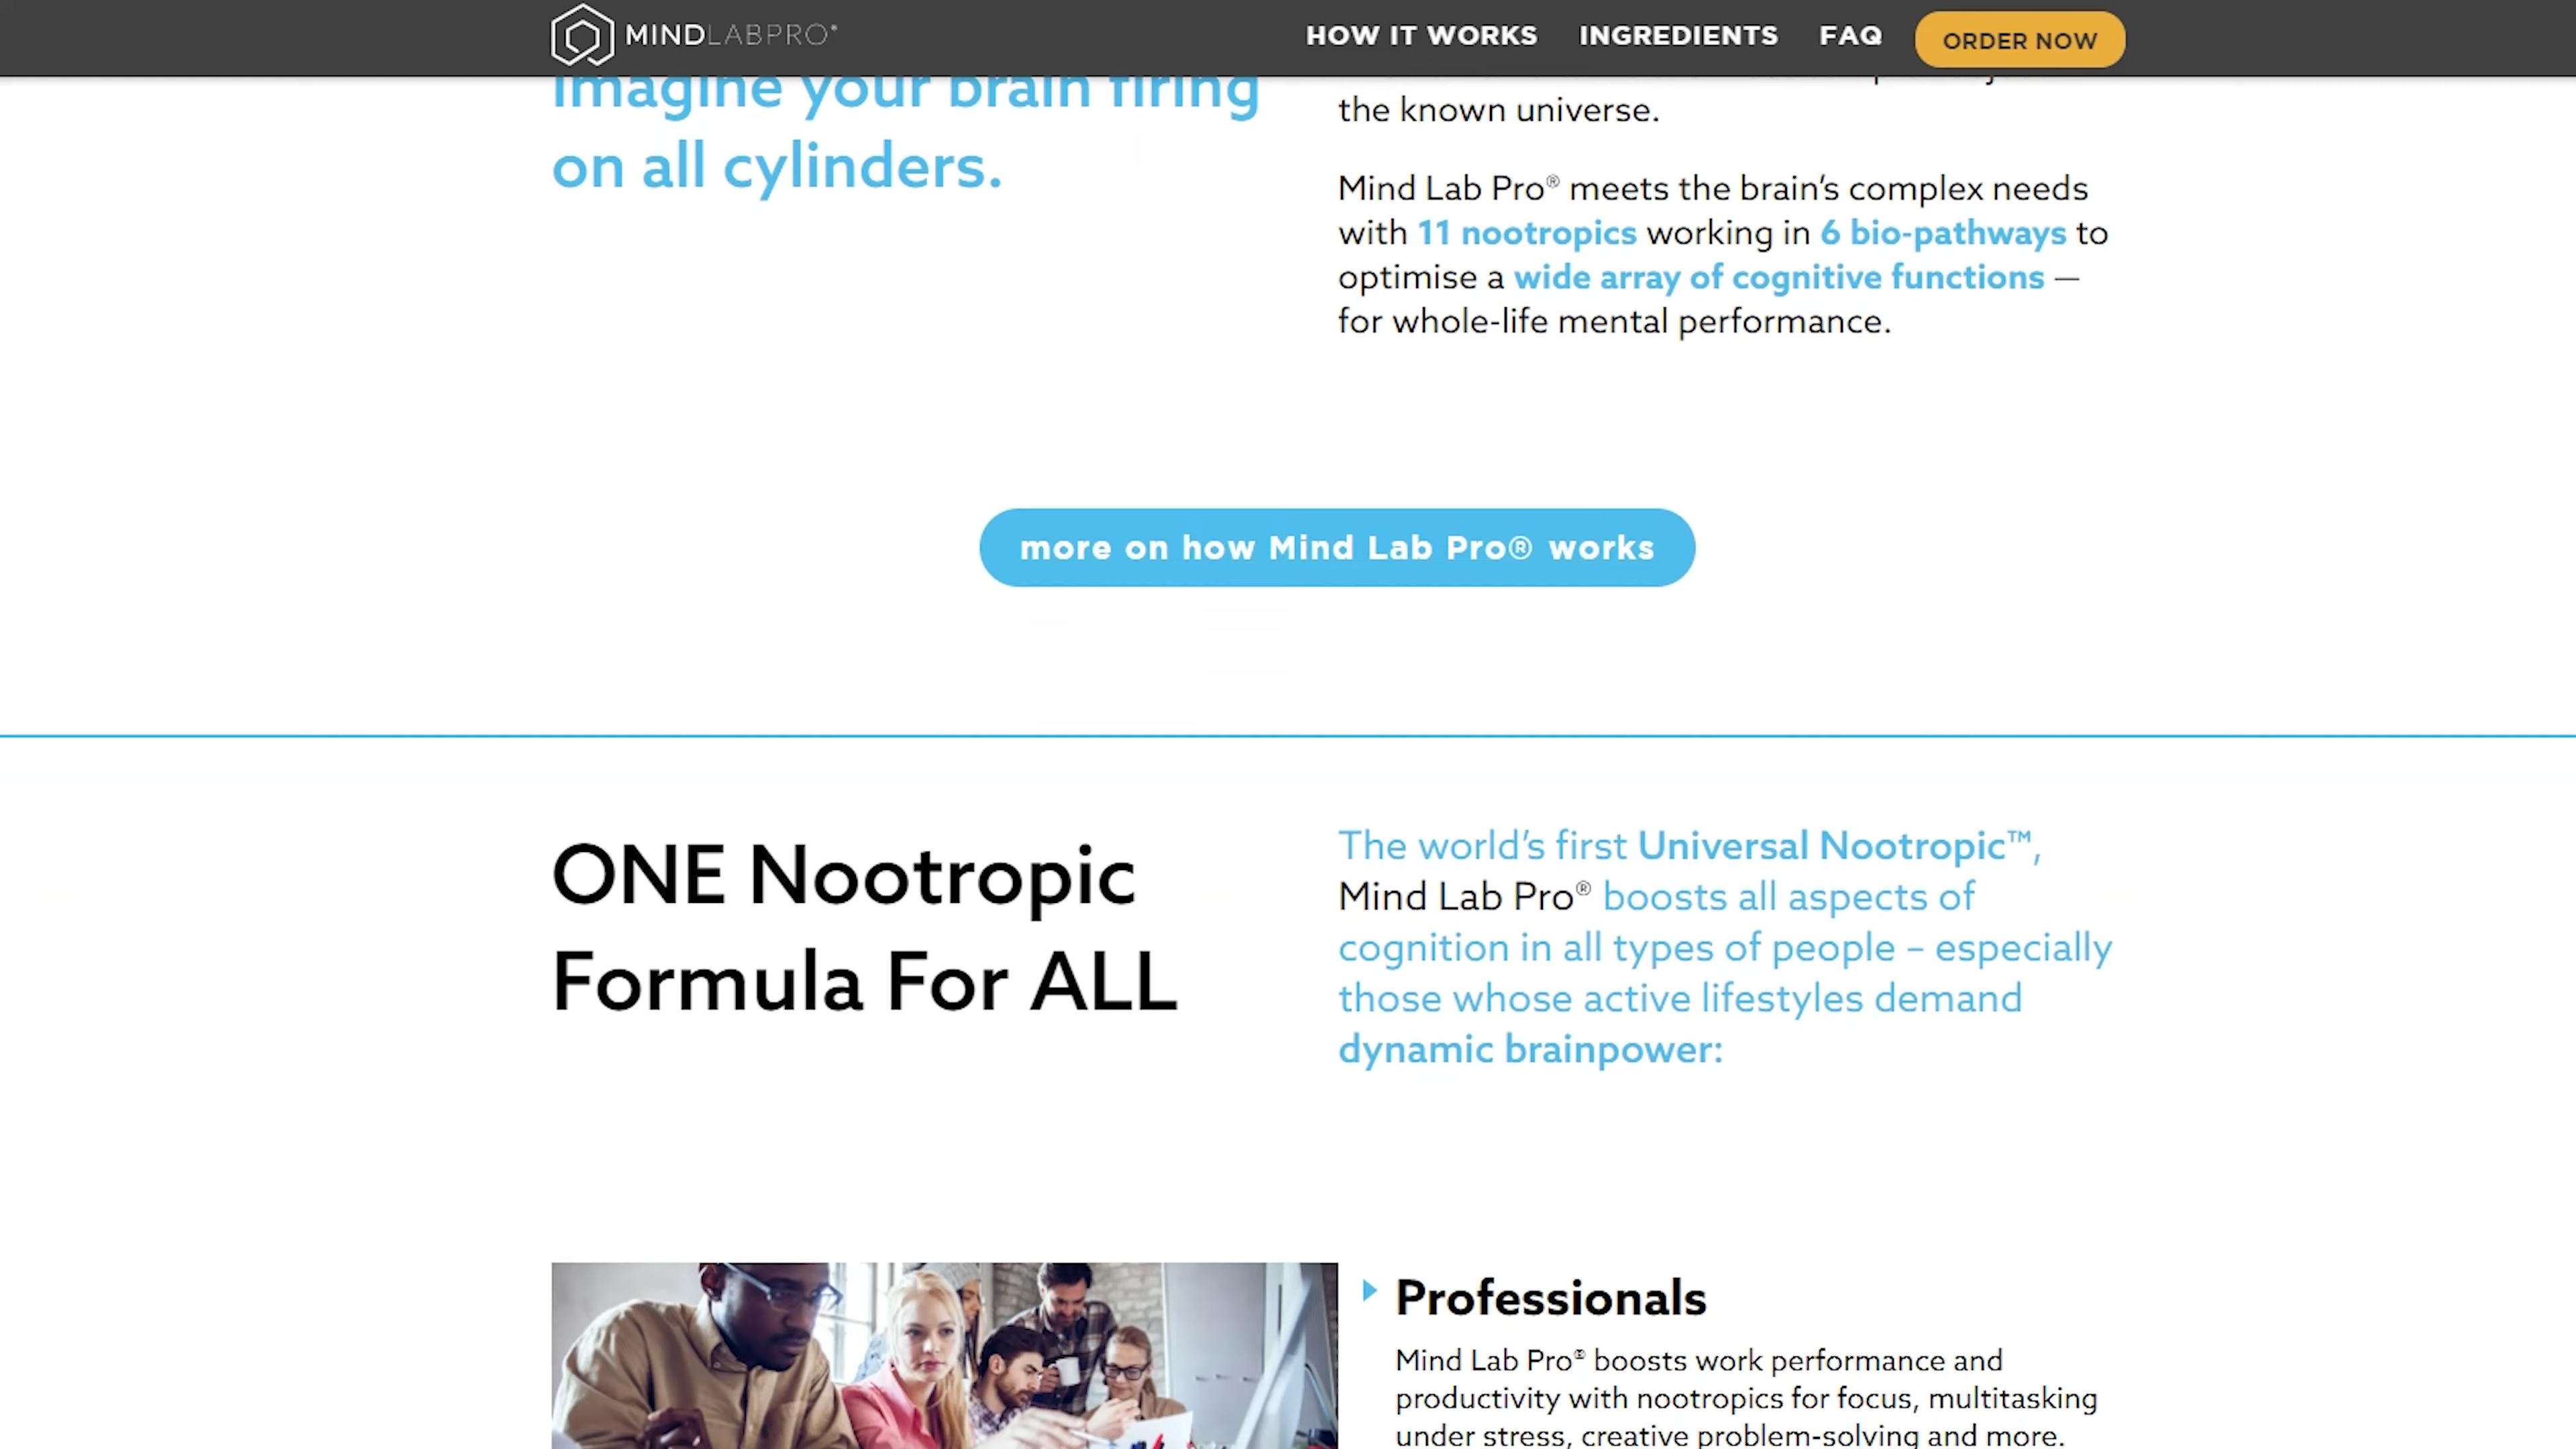 MINDLABPRO®
HOW IT WORKS
INGREDIENTS
FAQ
ORDER NOW
Imagine your brain firing
on all cylinders.
the known universe.
Mind Lab Pro® meets the brain's complex needs
with 11 nootropics working in 6 bio-pathways to
optimise a wide array of cognitive functions —
for whole-life mental performance.
more on how Mind Lab Pro® works
ONE Nootropic
Formula For ALL
The world's first Universal Nootropic™,
Mind Lab Pro® boosts all aspects of
cognition in all types of people – especially
those whose active lifestyles demand
dynamic brainpower:
Professionals
Mind Lab Pro® boosts work performance and
productivity with nootropics for focus, multitasking
under stress, creative problem-solving and more.